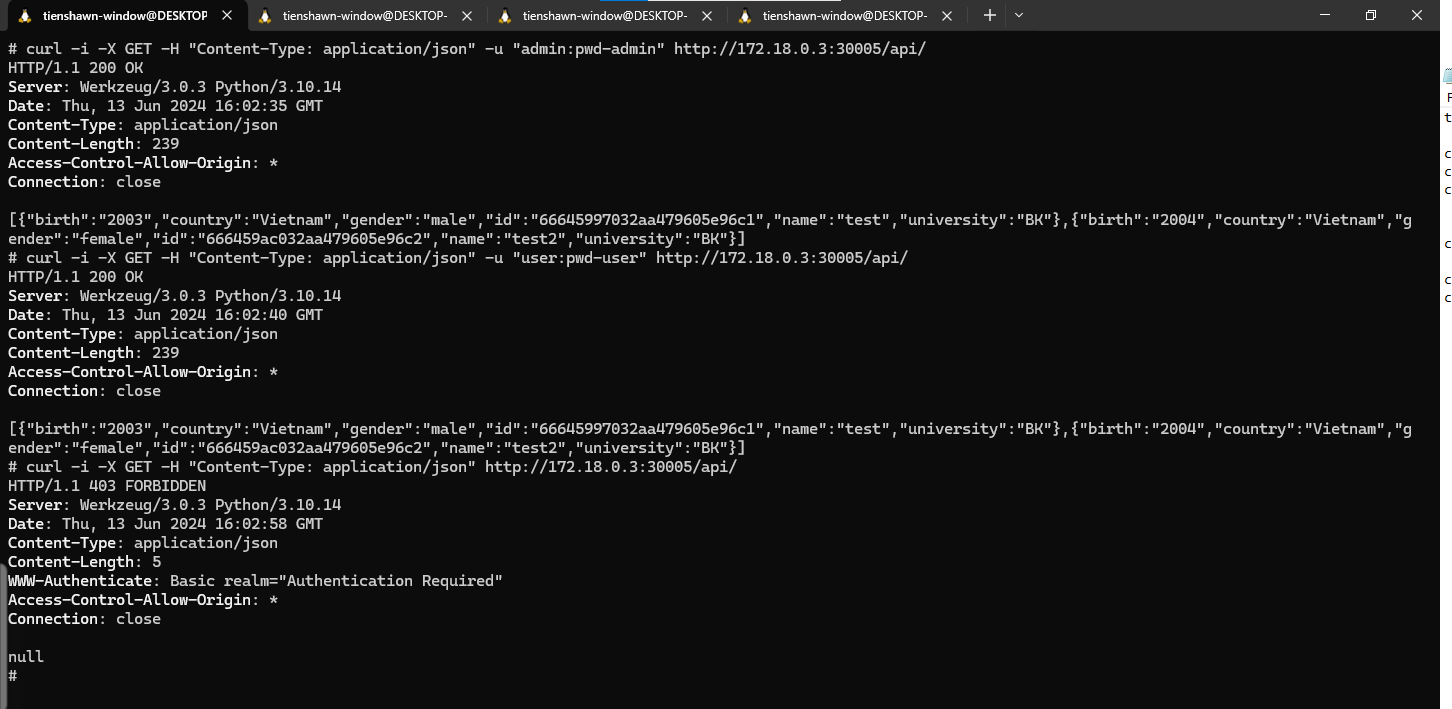 tienshawn-window@DESKTOP
tienshawn-window@DESKTOP-
tienshawn-window@DESKTOP-
tienshawn-window@DESKTOP-
# curl -i -X GET -H "Content-Type: application/json" -u "admin:pwd-admin" http://172.18.0.3:30005/api/
HTTP/1.1 200 OK
Server: Werkzeug/3.0.3 Python/3.10.14
Date: Thu, 13 Jun 2024 16:02:35 GMT
Content-Type: application/json
Content-Length: 239
Access-Control-Allow-Origin: *
Connection: close
[{"birth":"2003","country":"Vietnam","gender":"male","id":"66645997032aa479605e96c1","name":"test","university":"BK"},{"birth":"2004","country":"Vietnam","g
ender":"female","id":"666459ac032aa479605e96c2","name":"test2","university":"BK"}]
# curl -i -X GET -H "Content-Type: application/json" -u "user:pwd-user" http://172.18.0.3:30005/api/
HTTP/1.1 200 OK
Server: Werkzeug/3.0.3 Python/3.10.14
Date: Thu, 13 Jun 2024 16:02:40 GMT
Content-Type: application/json
Content-Length: 239
Access-Control-Allow-Origin: *
Connection: close
[{"birth":"2003","country":"Vietnam","gender":"male","id":"66645997032aa479605e96c1","name":"test","university":"BK"},{"birth":"2004","country":"Vietnam","g
ender":"female","id":"666459ac032aa479605e96c2","name":"test2","university":"BK"}]
# curl -i -X GET -H "Content-Type: application/json" http://172.18.0.3:30005/api/
HTTP/1.1 403 FORBIDDEN
Server: Werkzeug/3.0.3 Python/3.10.14
Date: Thu, 13 Jun 2024 16:02:58 GMT
Content-Type: application/json
Content-Length: 5
WWW-Authenticate: Basic realm="Authentication Required"
Access-Control-Allow-Origin: *
Connection: close
null
#